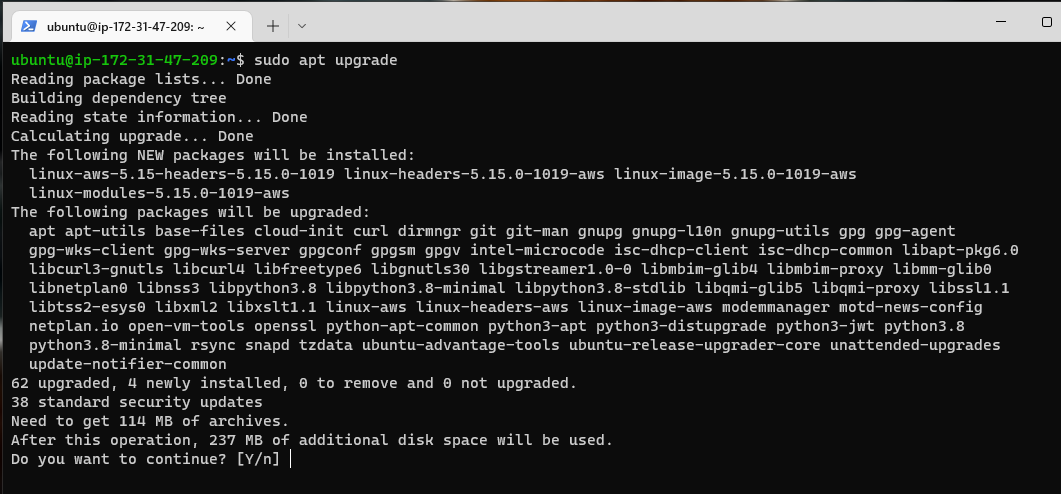 ubuntu@ip-172-31-47-209: ~
ubuntu@ip-172-31-47-209:~$ sudo apt upgrade
Reading package lists... Done
Building dependency tree
Reading state information... Done
Calculating upgrade... Done
The following NEW packages will be installed:
  linux-aws-5.15-headers-5.15.0-1019 linux-headers-5.15.0-1019-aws linux-image-5.15.0-1019-aws
  linux-modules-5.15.0-1019-aws
The following packages will be upgraded:
  apt apt-utils base-files cloud-init curl dirmngr git git-man gnupg gnupg-l10n gnupg-utils gpg gpg-agent
  gpg-wks-client gpg-wks-server gpgconf gpgsm gpgv intel-microcode isc-dhcp-client isc-dhcp-common libapt-pkg6.0
  libcurl3-gnutls libcurl4 libfreetype6 libgnutls30 libgstreamer1.0-0 libmbim-glib4 libmbim-proxy libmm-glib0
  libnetplan0 libnss3 libpython3.8 libpython3.8-minimal libpython3.8-stdlib libqmi-glib5 libqmi-proxy libssl1.1
  libtss2-esys0 libxml2 libxslt1.1 linux-aws linux-headers-aws linux-image-aws modemmanager motd-news-config
  netplan.io open-vm-tools openssl python-apt-common python3-apt python3-distupgrade python3-jwt python3.8
  python3.8-minimal rsync snapd tzdata ubuntu-advantage-tools ubuntu-release-upgrader-core unattended-upgrades
  update-notifier-common
62 upgraded, 4 newly installed, 0 to remove and 0 not upgraded.
38 standard security updates
Need to get 114 MB of archives.
After this operation, 237 MB of additional disk space will be used.
Do you want to continue? [Y/n]